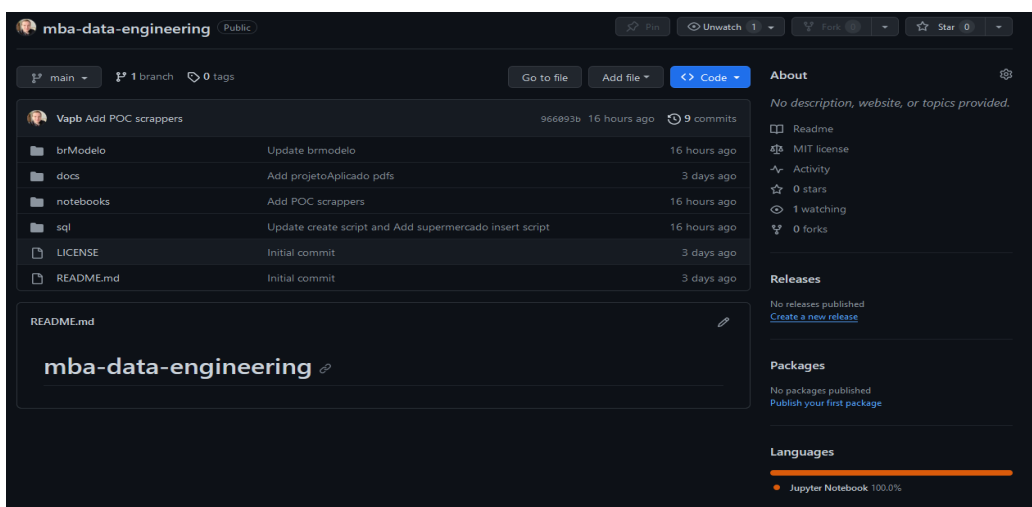 mba-data-engineering Public
Pin Unwatch 1 Fork 0 Star 0
main 1 branch 0 tags Go to file Add file Code
Vapb Add POC scrappers 966093b 16 hours ago 9 commits
brModelo Update brmodelo 16 hours ago
docs Add projetoAplicado pdfs 3 days ago
notebooks Add POC scrappers 16 hours ago
sql Update create script and Add supermercado insert script 16 hours ago
LICENSE Initial commit 3 days ago
README.md Initial commit 3 days ago
README.md
mba-data-engineering
About
No description, website, or topics provided.
Readme
MIT license
Activity
0 stars
1 watching
0 forks
Releases
No releases published
Create a new release
Packages
No packages published
Publish your first package
Languages
Jupyter Notebook 100.0%